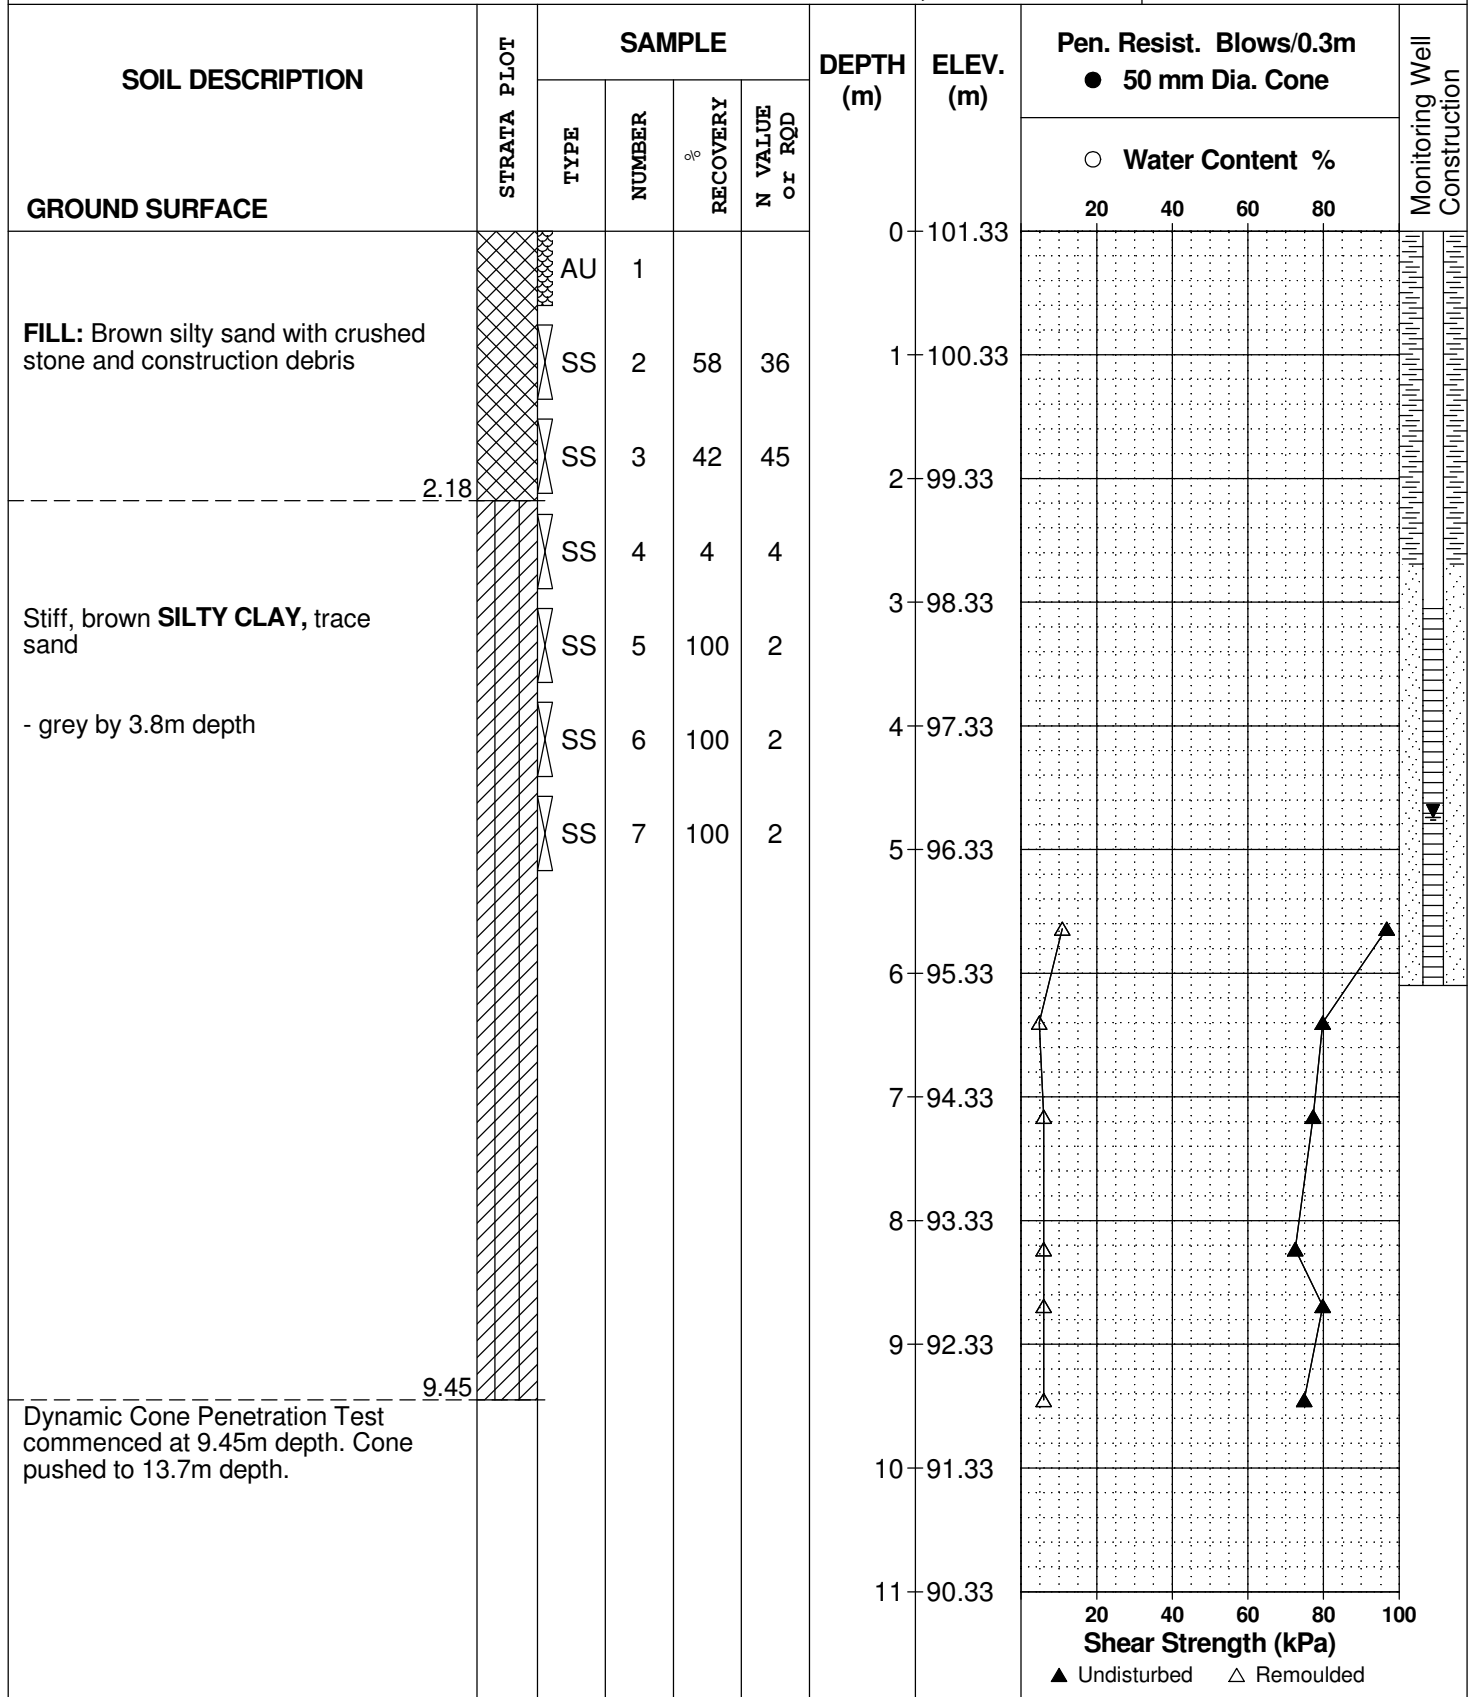 SOIL DESCRIPTION
GROUND SURFACE
STRATA PLOT
SAMPLE
TYPE
NUMBER
%
RECOVERY
N VALUE
or RQD
DEPTH
(m)
ELEV.
(m)
Pen. Resist. Blows/0.3m
● 50 mm Dia. Cone
○ Water Content %
20 40 60 80
Monitoring Well
Construction
0 101.33
AU 1
FILL: Brown silty sand with crushed
stone and construction debris
SS 2 58 36
1 100.33
SS 3 42 45
2 99.33
2.18
SS 4 4 4
3 98.33
Stiff, brown SILTY CLAY, trace
sand
SS 5 100 2
- grey by 3.8m depth
SS 6 100 2
4 97.33
SS 7 100 2
5 96.33
6 95.33
7 94.33
8 93.33
9 92.33
9.45
Dynamic Cone Penetration Test
commenced at 9.45m depth. Cone
pushed to 13.7m depth.
10 91.33
11 90.33
20 40 60 80 100
Shear Strength (kPa)
▲ Undisturbed △ Remoulded